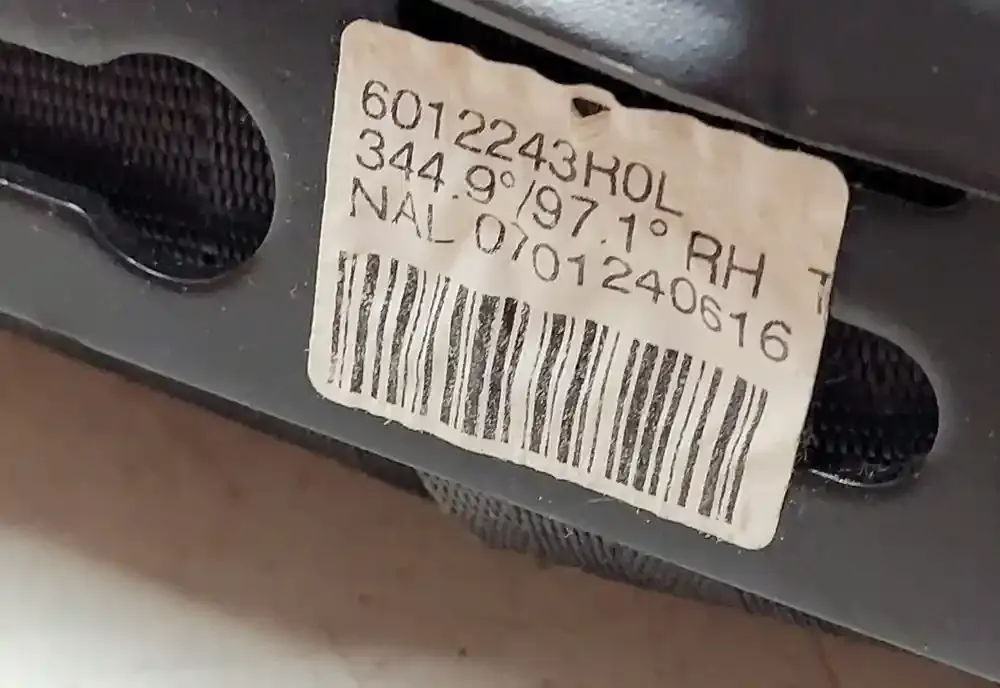 6012243R0L
344.9°/97.1° RH T
NAL 0701240616